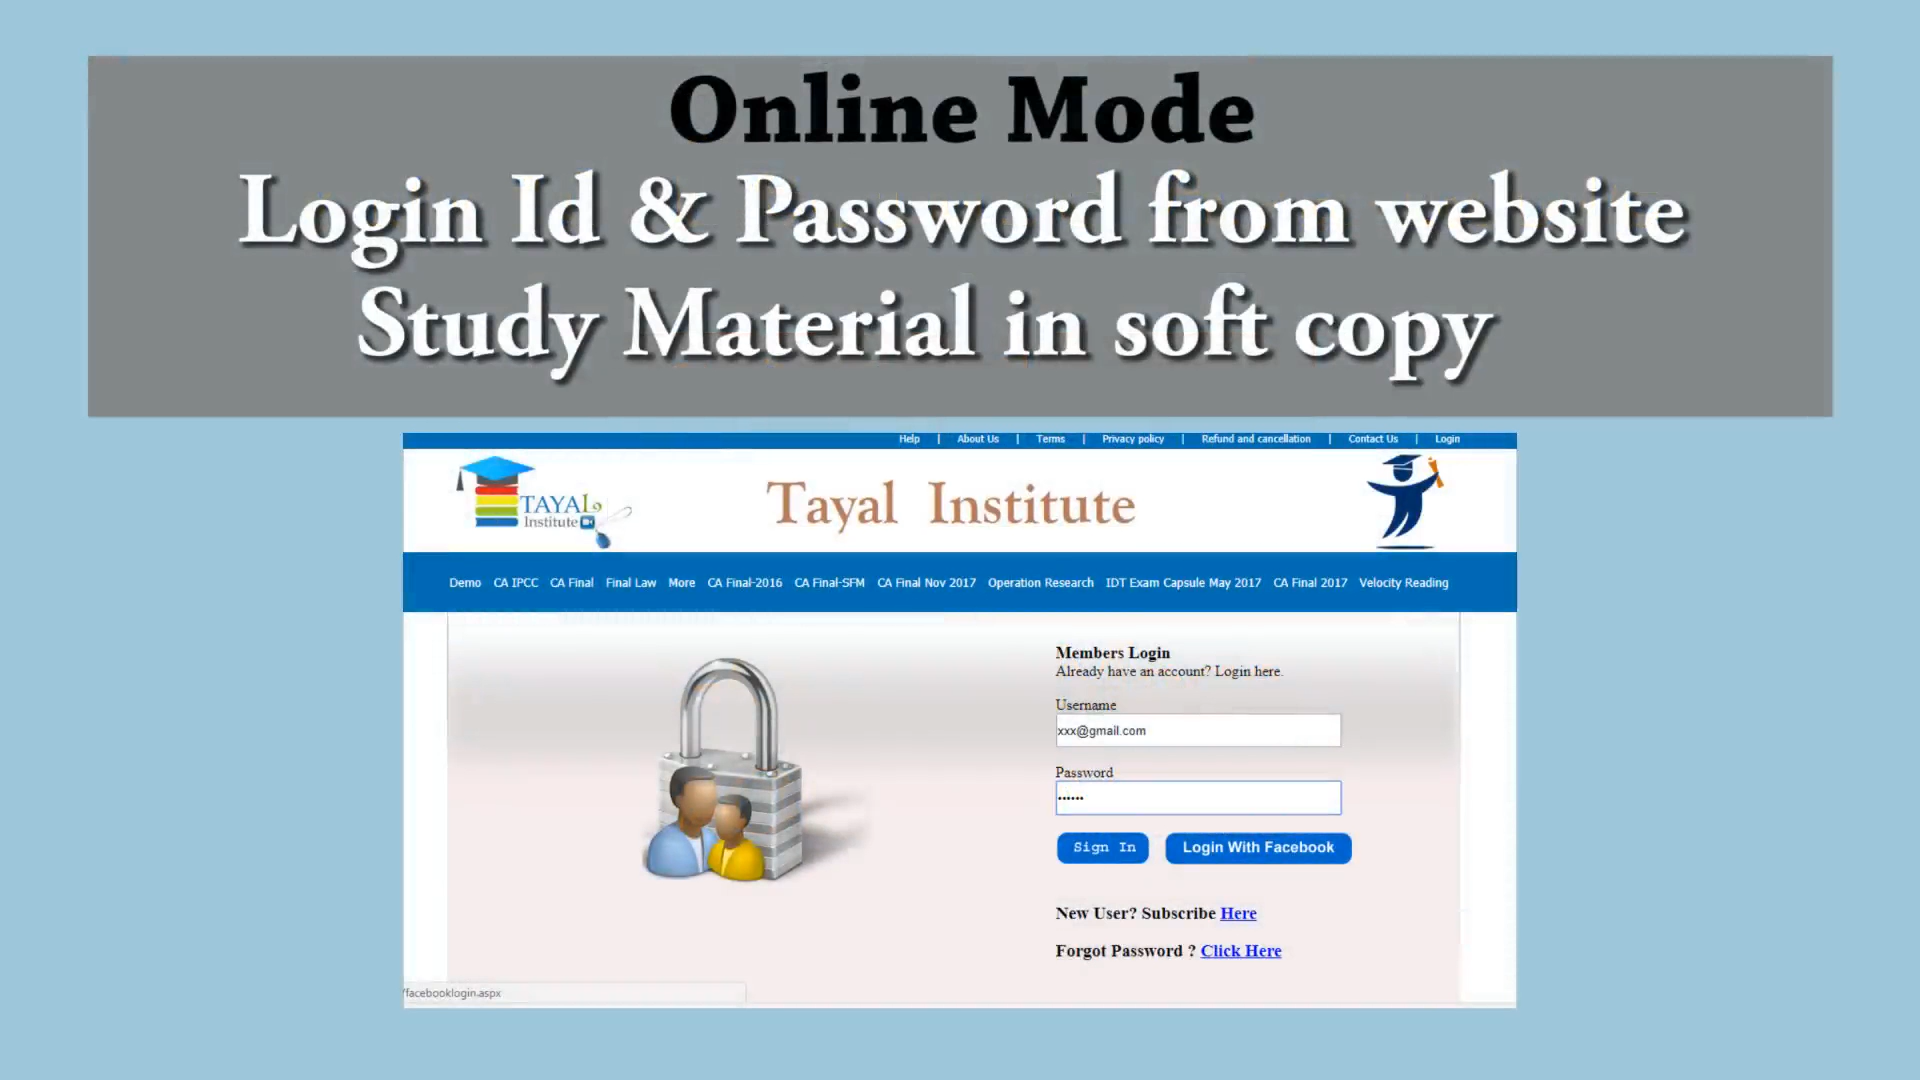 Online Mode
Login Id & Password from website
Study Material in soft copy
Help | About Us | Terms | Privacy policy | Refund and cancellation | Contact Us | Login
TAYAL
Institute
Tayal Institute
Demo CA IPCC CA Final Final Law More CA Final-2016 CA Final-SFM CA Final Nov 2017 Operation Research IDT Exam Capsule May 2017 CA Final 2017 Velocity Reading
Members Login
Already have an account? Login here.
Username
xxx@gmail.com
Password
••••••
Sign In Login With Facebook
New User? Subscribe Here
Forgot Password ? Click Here
/facebooklogin.aspx